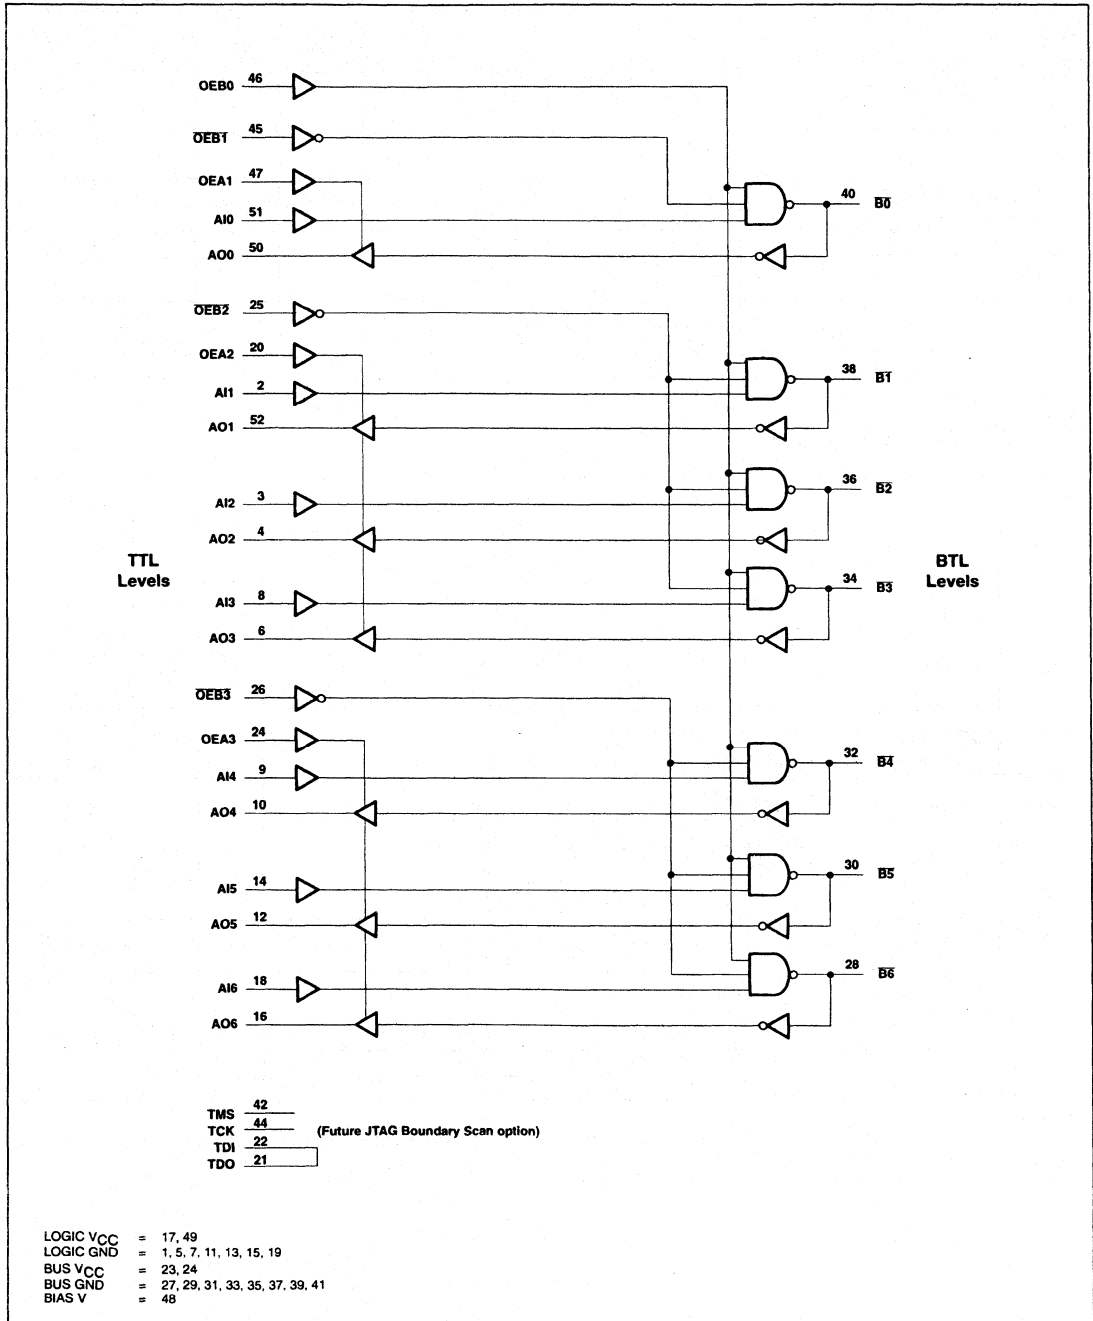 OEB0 46
OEB1 45
OEA1 47
AI0 51
40 B0
AO0 50
OEB2 25
OEA2 20
38 B1
AI1 2
AO1 52
36 B2
AI2 3
AO2 4
TTL
Levels
BTL
Levels
34 B3
AI3 8
AO3 6
OEB3 26
OEA3 24
32 B4
AI4 9
AO4 10
30 B5
AI5 14
AO5 12
28 B6
AI6 18
AO6 16
TMS 42
TCK 44
(Future JTAG Boundary Scan option)
TDI 22
TDO 21
LOGIC VCC = 17, 49
LOGIC GND = 1, 5, 7, 11, 13, 15, 19
BUS VCC = 23, 24
BUS GND = 27, 29, 31, 33, 35, 37, 39, 41
BIAS V = 48